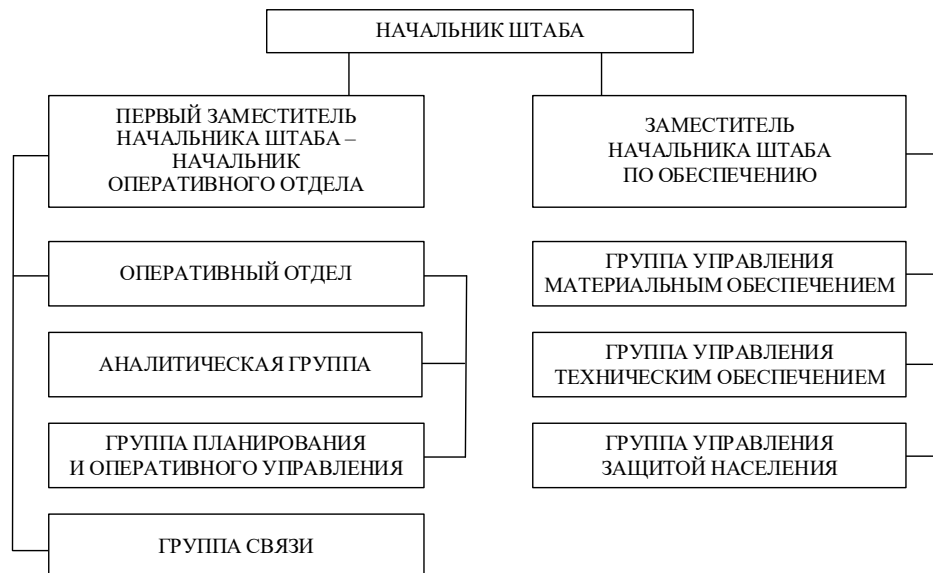 НАЧАЛЬНИК ШТАБА
ПЕРВЫЙ ЗАМЕСТИТЕЛЬ
НАЧАЛЬНИКА ШТАБА –
НАЧАЛЬНИК
ОПЕРАТИВНОГО ОТДЕЛА
ОПЕРАТИВНЫЙ ОТДЕЛ
АНАЛИТИЧЕСКАЯ ГРУППА
ГРУППА ПЛАНИРОВАНИЯ
И ОПЕРАТИВНОГО УПРАВЛЕНИЯ
ГРУППА СВЯЗИ
ЗАМЕСТИТЕЛЬ
НАЧАЛЬНИКА ШТАБА
ПО ОБЕСПЕЧЕНИЮ
ГРУППА УПРАВЛЕНИЯ
МАТЕРИАЛЬНЫМ ОБЕСПЕЧЕНИЕМ
ГРУППА УПРАВЛЕНИЯ
ТЕХНИЧЕСКИМ ОБЕСПЕЧЕНИЕМ
ГРУППА УПРАВЛЕНИЯ
ЗАЩИТОЙ НАСЕЛЕНИЯ